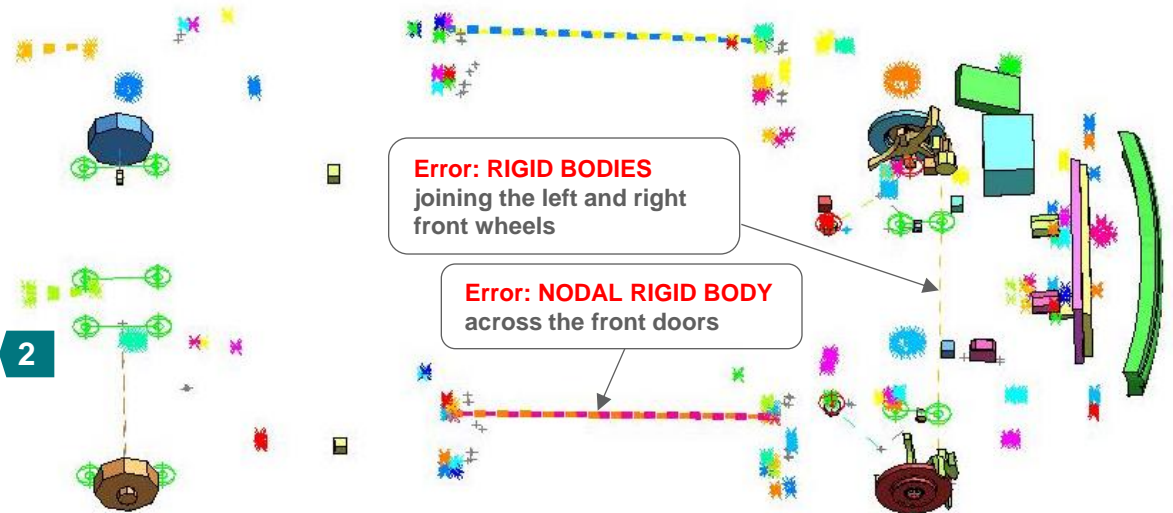 Error: RIGID BODIES
joining the left and right
front wheels
Error: NODAL RIGID BODY
across the front doors
2